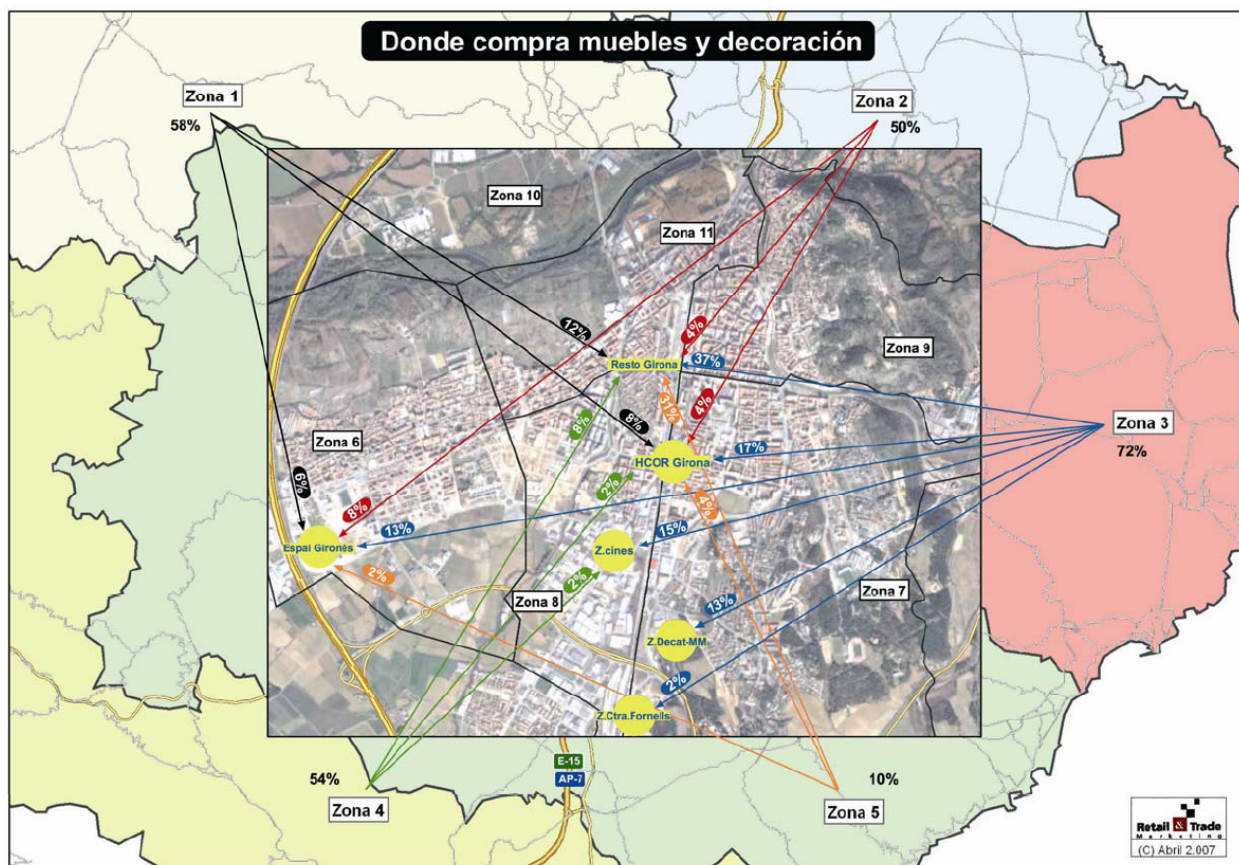 Donde compra muebles y decoración
Zona 1
58%
Zona 2
50%
Zona 10
Zona 11
Zona 9
12%
4%
Resto Girona
37%
31%
4%
8%
8%
Zona 3
72%
Zona 6
HCOR Girona
17%
6%
2%
4%
8%
13%
15%
Espai Gironès
Z.cines
2%
2%
Zona 8
13%
Zona 7
Z.Decat-MM
2%
Z.Ctra.Fornells
E-15
AP-7
54%
10%
Zona 4
Zona 5
Retail & Trade
Marketing
(C) Abril 2.007